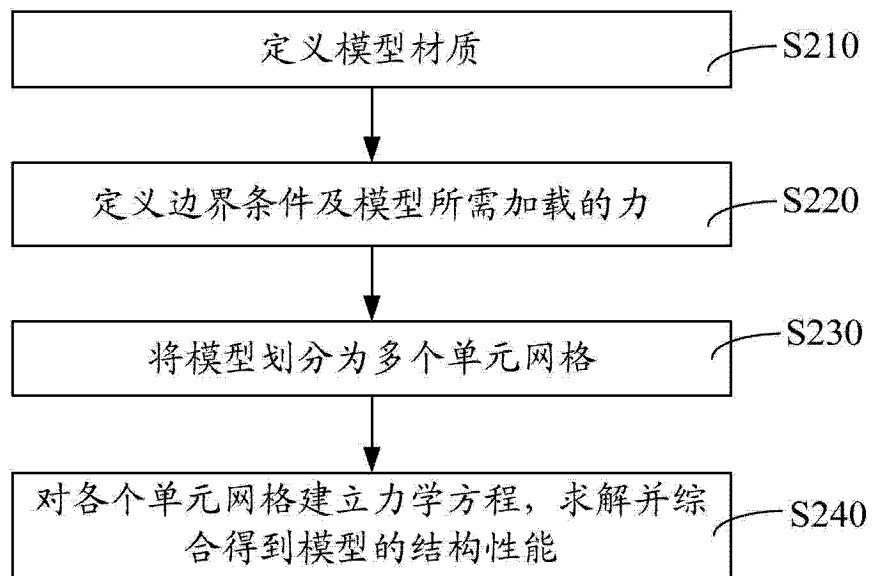 定义模型材质
S210
定义边界条件及模型所需加载的力
S220
将模型划分为多个单元网格
S230
对各个单元网格建立力学方程，求解并综
合得到模型的结构性能
S240